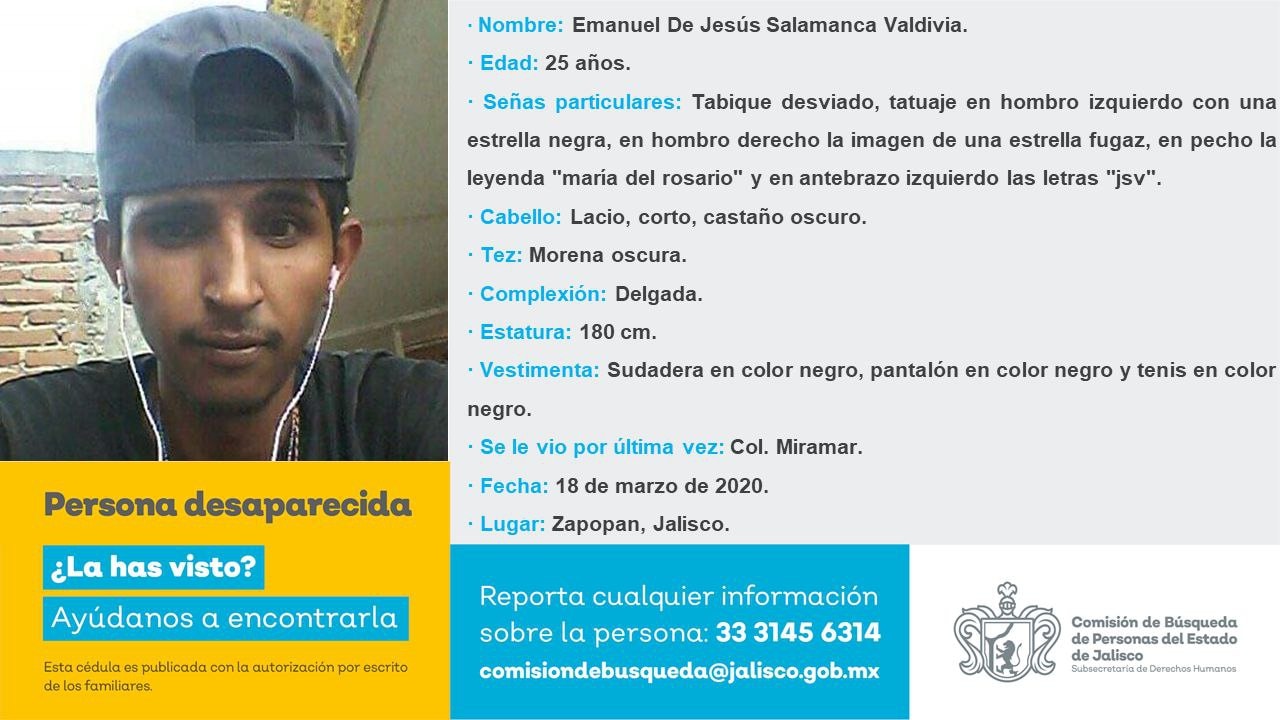 · Nombre: Emanuel De Jesús Salamanca Valdivia.
· Edad: 25 años.
· Señas particulares: Tabique desviado, tatuaje en hombro izquierdo con una
estrella negra, en hombro derecho la imagen de una estrella fugaz, en pecho la
leyenda "maría del rosario" y en antebrazo izquierdo las letras "jsv".
· Cabello: Lacio, corto, castaño oscuro.
· Tez: Morena oscura.
· Complexión: Delgada.
· Estatura: 180 cm.
· Vestimenta: Sudadera en color negro, pantalón en color negro y tenis en color
negro.
· Se le vio por última vez: Col. Miramar.
· Fecha: 18 de marzo de 2020.
· Lugar: Zapopan, Jalisco.
Persona desaparecida
¿La has visto?
Ayúdanos a encontrarla
Esta cédula es publicada con la autorización por escrito
de los familiares.
Reporta cualquier información
sobre la persona: 33 3145 6314
comisiondebusqueda@jalisco.gob.mx
Comisión de Búsqueda
de Personas del Estado
de Jalisco
Subsecretaría de Derechos Humanos